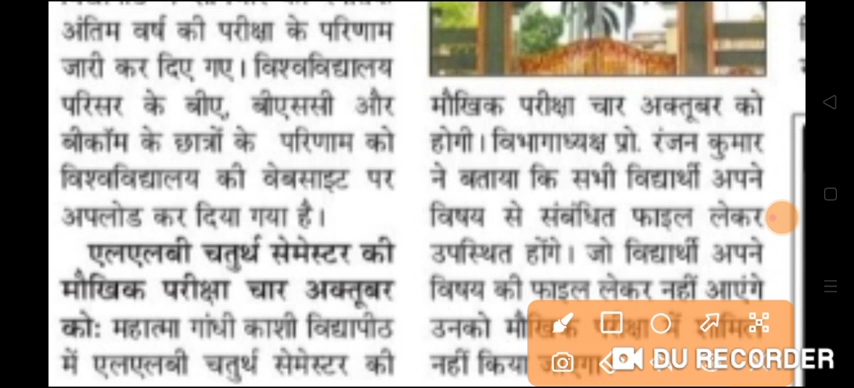 अंतिम वर्ष की परीक्षा के परिणाम
जारी कर दिए गए। विश्वविद्यालय
परिसर के बीए, बीएससी और
बीकॉम के छात्रों के परिणाम को
विश्वविद्यालय की वेबसाइट पर
अपलोड कर दिया गया है।
एलएलबी चतुर्थ सेमेस्टर की
मौखिक परीक्षा चार अक्तूबर
को: महात्मा गांधी काशी विद्यापीठ
में एलएलबी चतुर्थ सेमेस्टर की
मौखिक परीक्षा चार अक्तूबर को
होगी। विभागाध्यक्ष प्रो. रंजन कुमार
ने बताया कि सभी विद्यार्थी अपने
विषय से संबंधित फाइल लेकर
उपस्थित होंगे। जो विद्यार्थी अपने
विषय की फाइल लेकर नहीं आएंगे
उनको मौखिक परीक्षा में शामिल
नहीं किया जाएगा
DU RECORDER